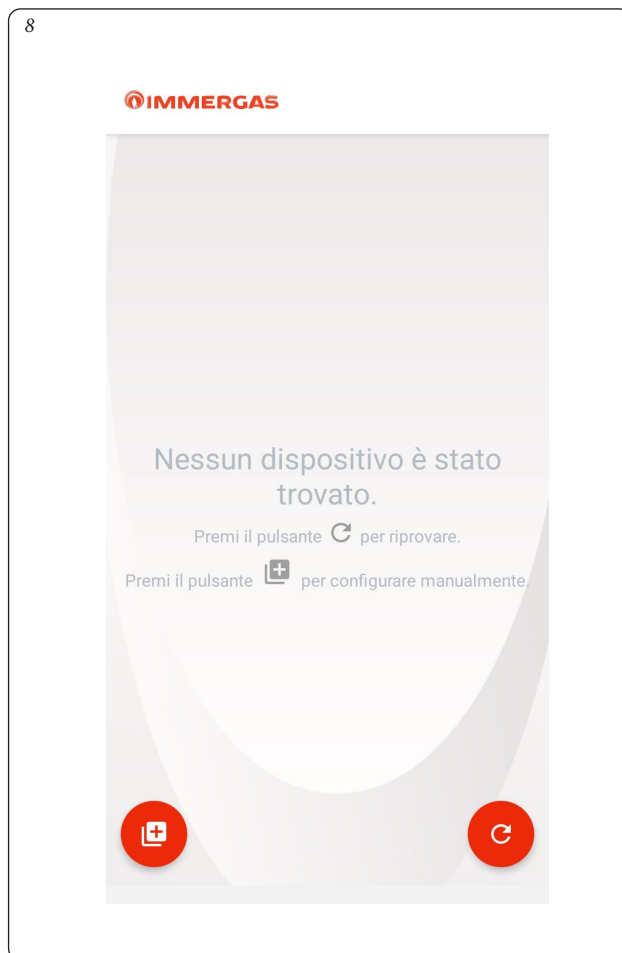 8
IMMERGAS
Nessun dispositivo è stato
trovato.
Premi il pulsante per riprovare.
Premi il pulsante per configurare manualmente.